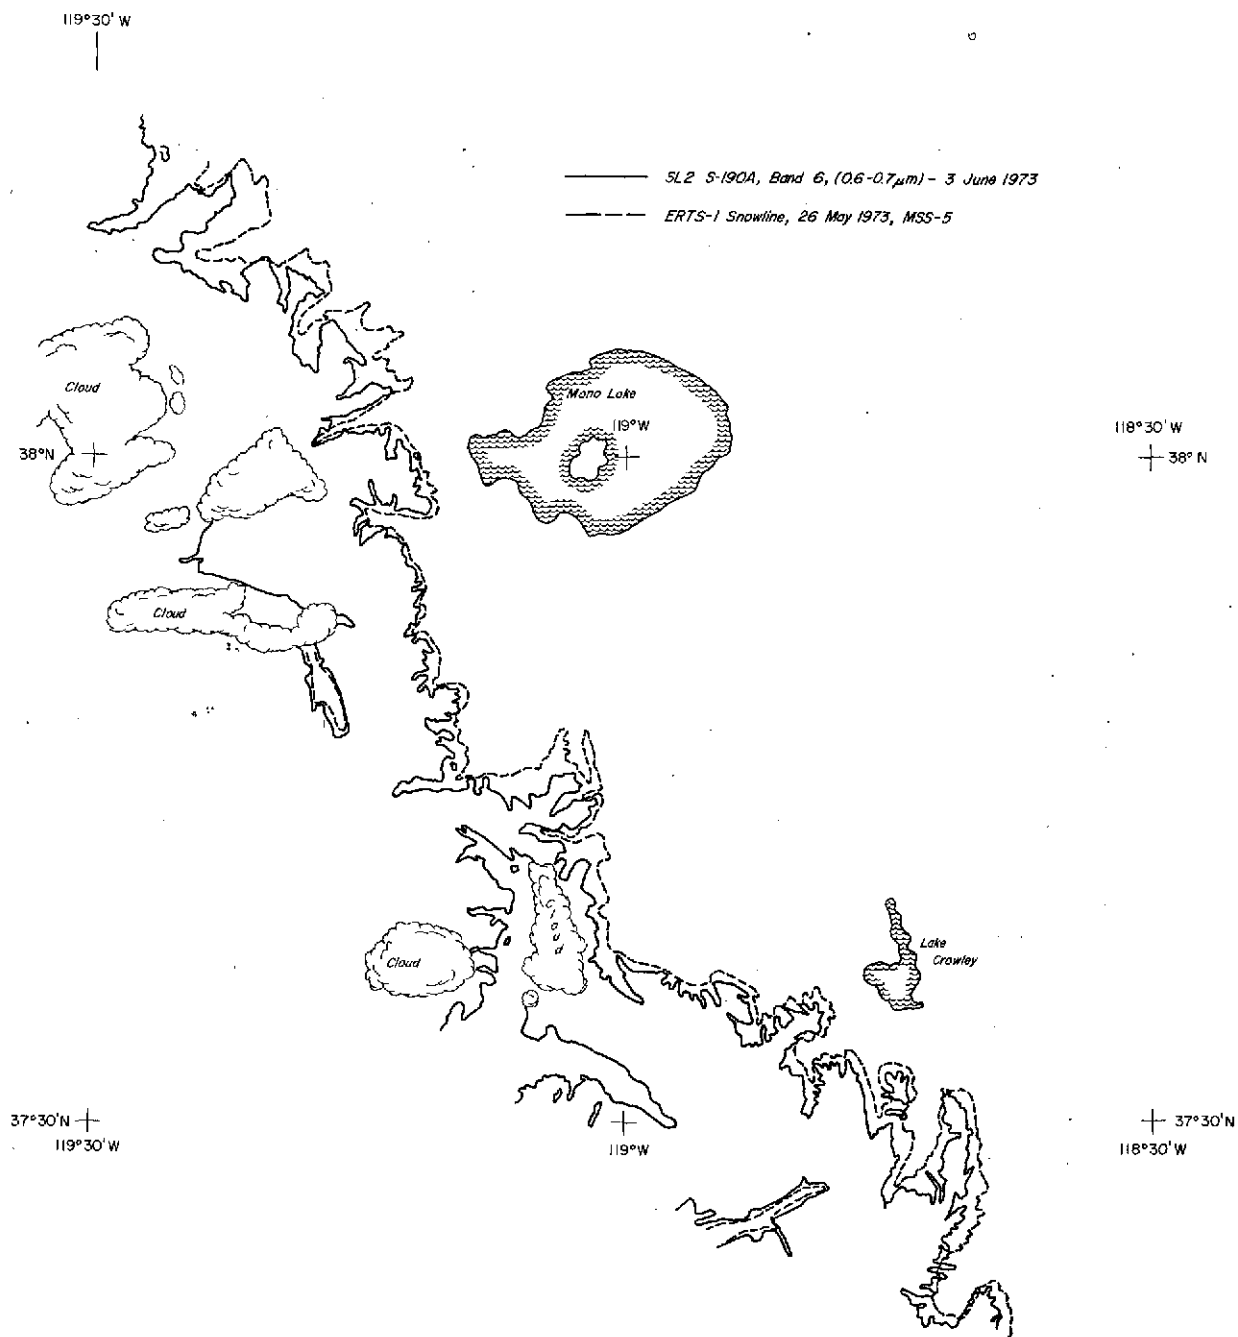 119°30' W
SL2 S-190A, Band 6, (0.6-0.7μm) - 3 June 1973
ERTS-1 Snowline, 26 May 1973, MSS-5
Cloud
Mono Lake
119°W
118°30' W
38°N
38° N
Cloud
Cloud
Lake
Crowley
37°30'N
119°30' W
119°W
37°30'N
118°30'W